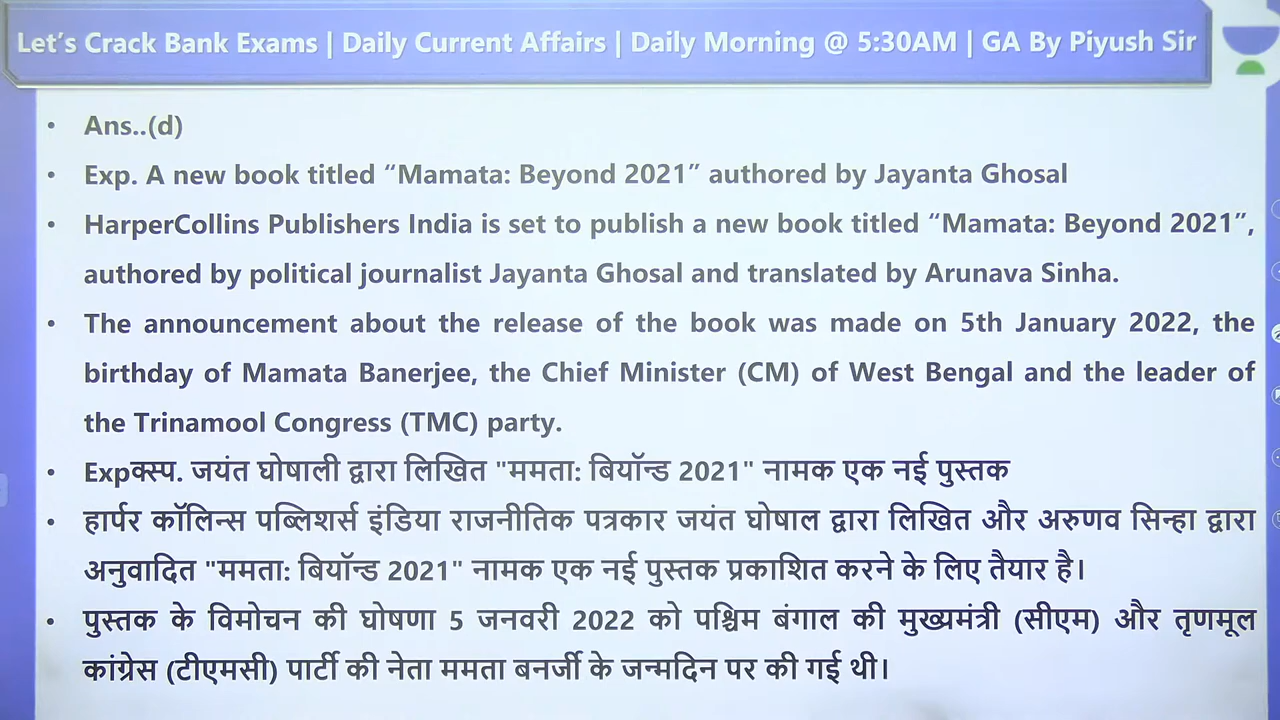 Let's Crack Bank Exams | Daily Current Affairs | Daily Morning @ 5:30AM | GA By Piyush Sir
• Ans..(d)
• Exp. A new book titled “Mamata: Beyond 2021” authored by Jayanta Ghosal
• HarperCollins Publishers India is set to publish a new book titled “Mamata: Beyond 2021”,
authored by political journalist Jayanta Ghosal and translated by Arunava Sinha.
• The announcement about the release of the book was made on 5th January 2022, the
birthday of Mamata Banerjee, the Chief Minister (CM) of West Bengal and the leader of
the Trinamool Congress (TMC) party.
• Expक्स्प. जयंत घोषाली द्वारा लिखित "ममता: बियॉन्ड 2021" नामक एक नई पुस्तक
• हार्पर कॉलिन्स पब्लिशर्स इंडिया राजनीतिक पत्रकार जयंत घोषाल द्वारा लिखित और अरुणव सिन्हा द्वारा
अनुवादित "ममता: बियॉन्ड 2021" नामक एक नई पुस्तक प्रकाशित करने के लिए तैयार है।
• पुस्तक के विमोचन की घोषणा 5 जनवरी 2022 को पश्चिम बंगाल की मुख्यमंत्री (सीएम) और तृणमूल
कांग्रेस (टीएमसी) पार्टी की नेता ममता बनर्जी के जन्मदिन पर की गई थी।